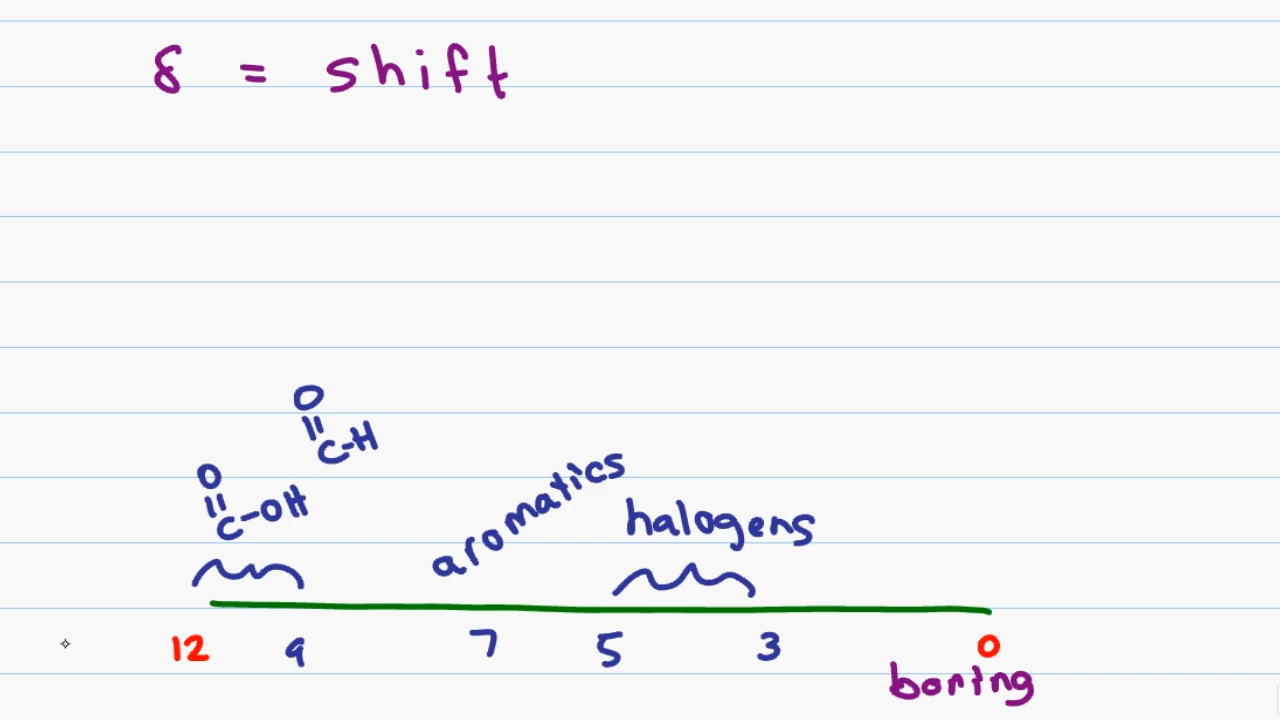 δ = shift
O
C-H
O
C-OH
aromatics
halogens
12 9 7 5 3 0
boring